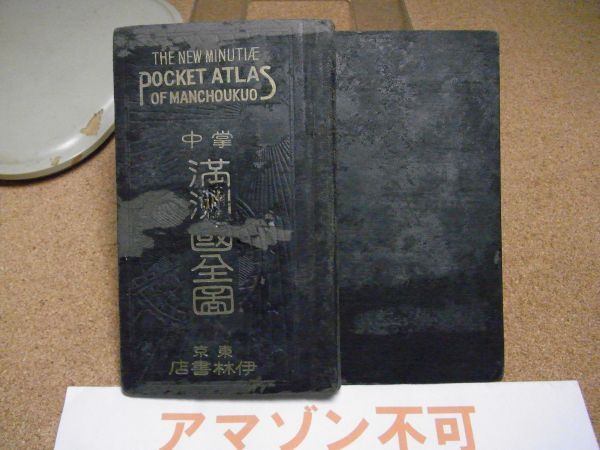 THE NEW MINUTIÆ
POCKET ATLAS
OF MANCHOUKUO
中掌
満洲國全圖
京東
店書林伊
アマゾン不可